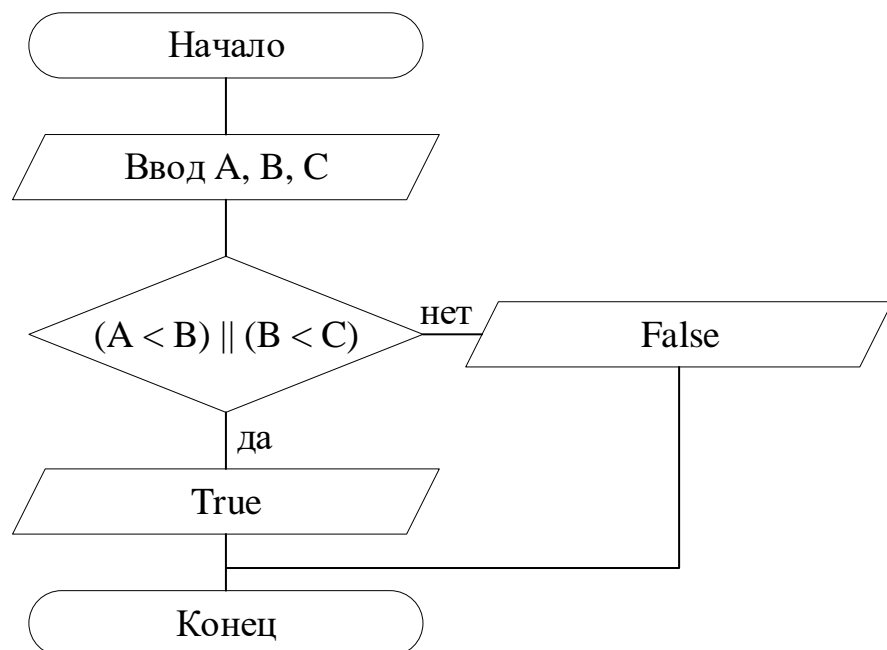 Начало
Ввод A, B, C
(A < B) || (B < C)
нет
False
да
True
Конец